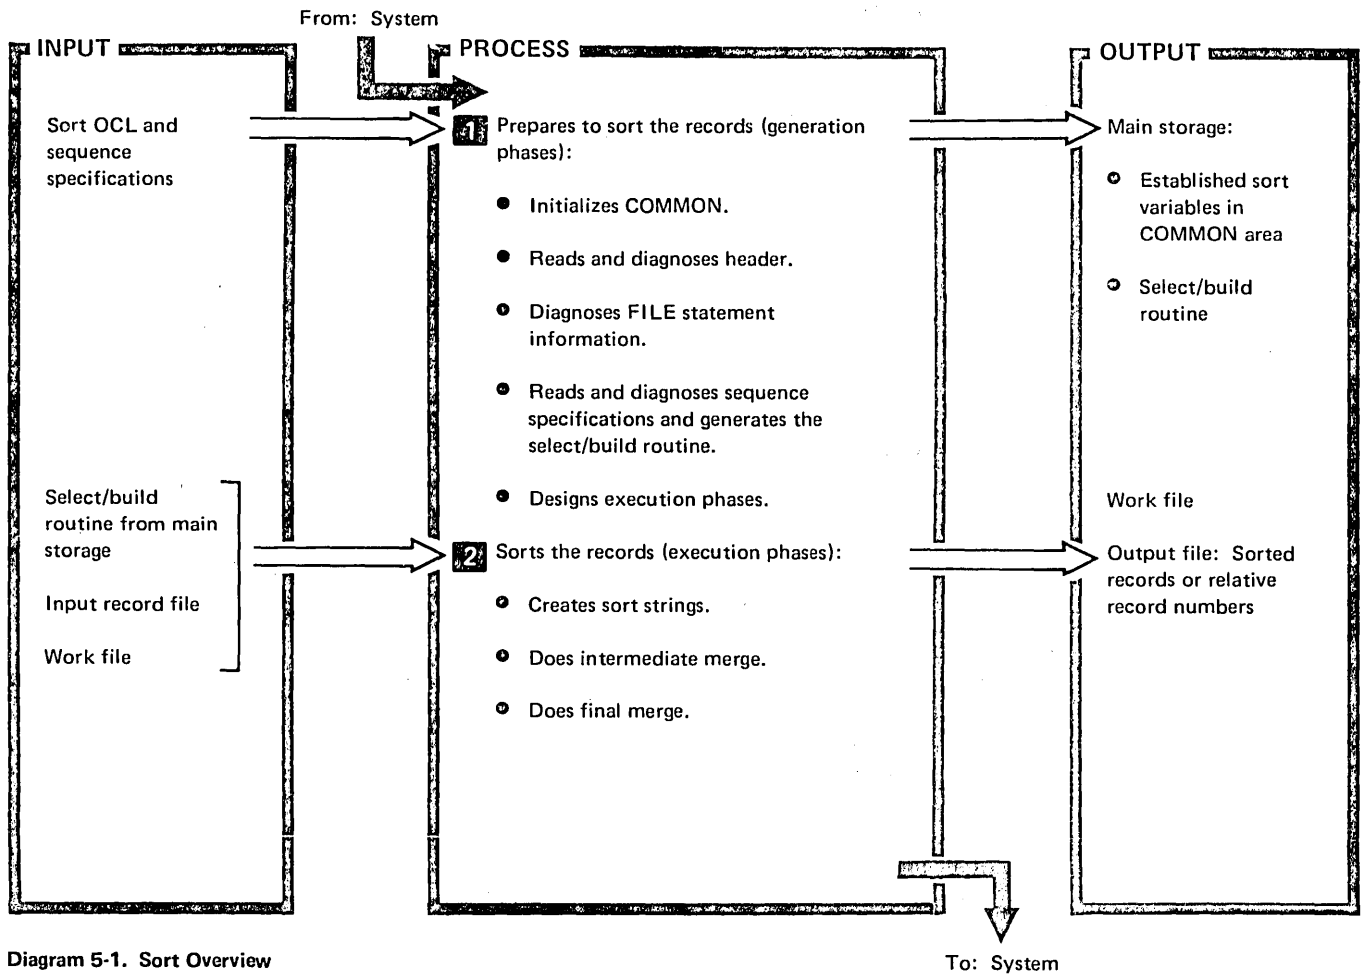 From: System
INPUT
PROCESS
OUTPUT
Sort OCL and
sequence
specifications
1 Prepares to sort the records (generation
phases):
● Initializes COMMON.
● Reads and diagnoses header.
● Diagnoses FILE statement
information.
● Reads and diagnoses sequence
specifications and generates the
select/build routine.
● Designs execution phases.
Main storage:
● Established sort
variables in
COMMON area
● Select/build
routine
Select/build
routine from main
storage
Input record file
Work file
2 Sorts the records (execution phases):
● Creates sort strings.
● Does intermediate merge.
● Does final merge.
Work file
Output file: Sorted
records or relative
record numbers
To: System
Diagram 5-1. Sort Overview